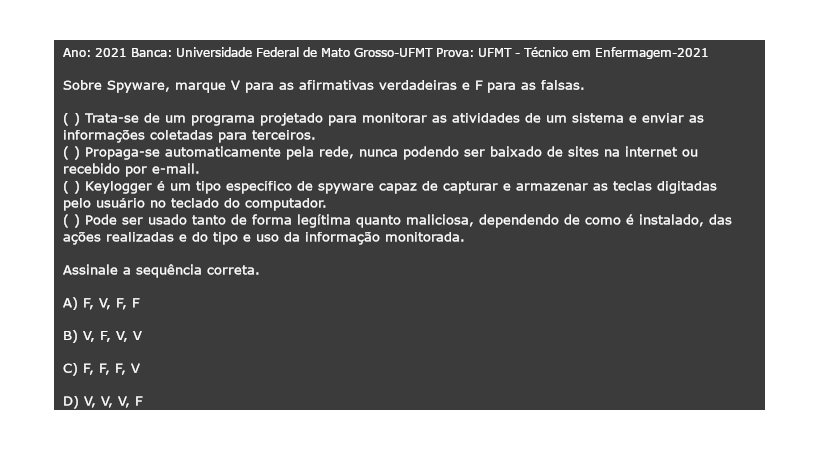 Ano: 2021 Banca: Universidade Federal de Mato Grosso-UFMT Prova: UFMT - Técnico em Enfermagem-2021
Sobre Spyware, marque V para as afirmativas verdadeiras e F para as falsas.
( ) Trata-se de um programa projetado para monitorar as atividades de um sistema e enviar as
informações coletadas para terceiros.
( ) Propaga-se automaticamente pela rede, nunca podendo ser baixado de sites na internet ou
recebido por e-mail.
( ) Keylogger é um tipo específico de spyware capaz de capturar e armazenar as teclas digitadas
pelo usuário no teclado do computador.
( ) Pode ser usado tanto de forma legítima quanto maliciosa, dependendo de como é instalado, das
ações realizadas e do tipo e uso da informação monitorada.
Assinale a sequência correta.
A) F, V, F, F
B) V, F, V, V
C) F, F, F, V
D) V, V, V, F